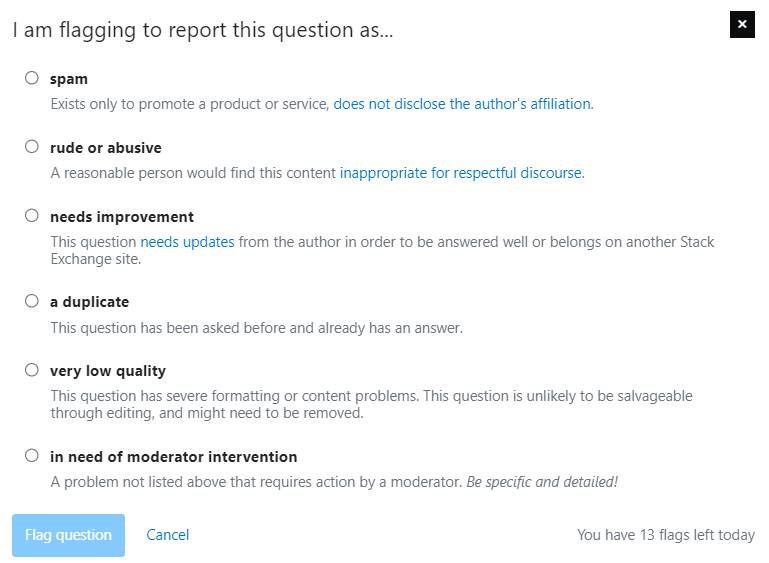 I am flagging to report this question as...
spam
Exists only to promote a product or service, does not disclose the author's affiliation.
rude or abusive
A reasonable person would find this content inappropriate for respectful discourse.
needs improvement
This question needs updates from the author in order to be answered well or belongs on another Stack
Exchange site.
a duplicate
This question has been asked before and already has an answer.
very low quality
This question has severe formatting or content problems. This question is unlikely to be salvageable
through editing, and might need to be removed.
in need of moderator intervention
A problem not listed above that requires action by a moderator. Be specific and detailed!
Flag question Cancel You have 13 flags left today